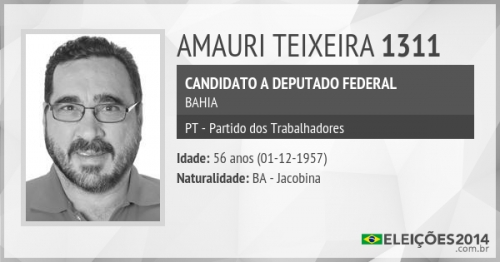 AMAURI TEIXEIRA 1311
CANDIDATO A DEPUTADO FEDERAL
BAHIA
PT - Partido dos Trabalhadores
Idade: 56 anos (01-12-1957)
Naturalidade: BA - Jacobina
ELEIÇÕES2014
.com.br